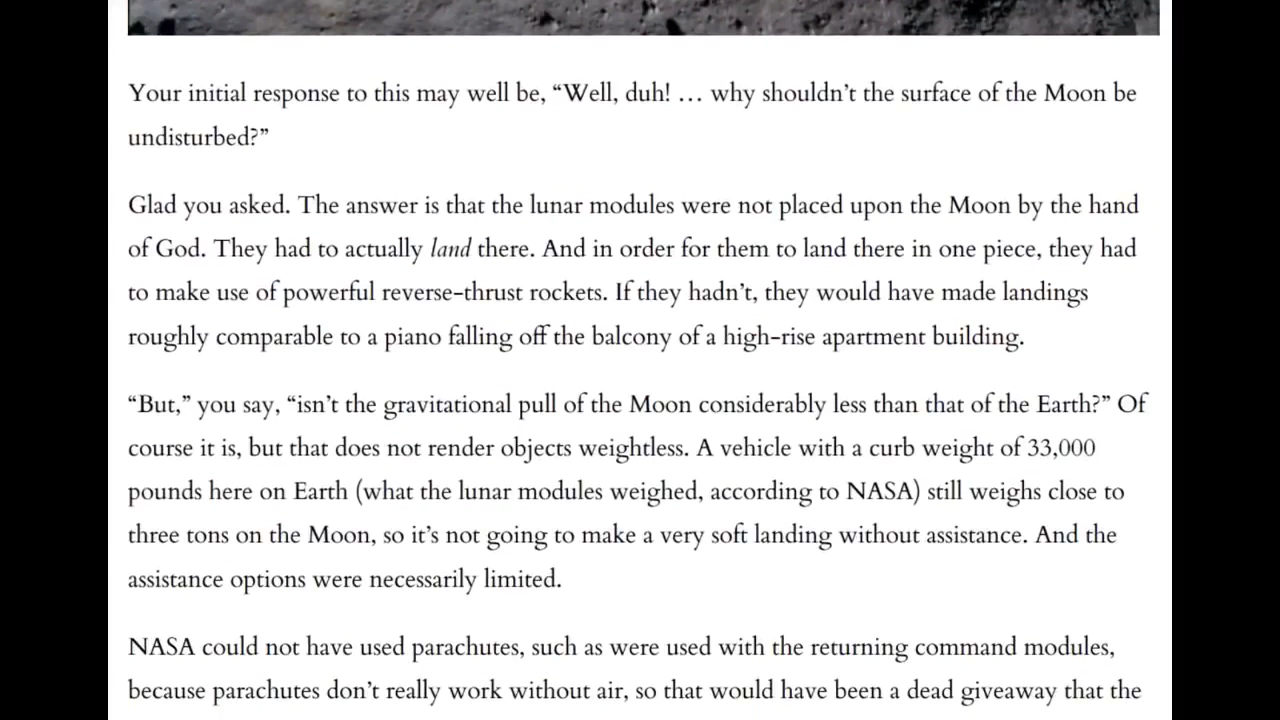 Your initial response to this may well be, “Well, duh! … why shouldn’t the surface of the Moon be
undisturbed?”
Glad you asked. The answer is that the lunar modules were not placed upon the Moon by the hand
of God. They had to actually land there. And in order for them to land there in one piece, they had
to make use of powerful reverse-thrust rockets. If they hadn’t, they would have made landings
roughly comparable to a piano falling off the balcony of a high-rise apartment building.
“But,” you say, “isn’t the gravitational pull of the Moon considerably less than that of the Earth?” Of
course it is, but that does not render objects weightless. A vehicle with a curb weight of 33,000
pounds here on Earth (what the lunar modules weighed, according to NASA) still weighs close to
three tons on the Moon, so it’s not going to make a very soft landing without assistance. And the
assistance options were necessarily limited.
NASA could not have used parachutes, such as were used with the returning command modules,
because parachutes don’t really work without air, so that would have been a dead giveaway that the